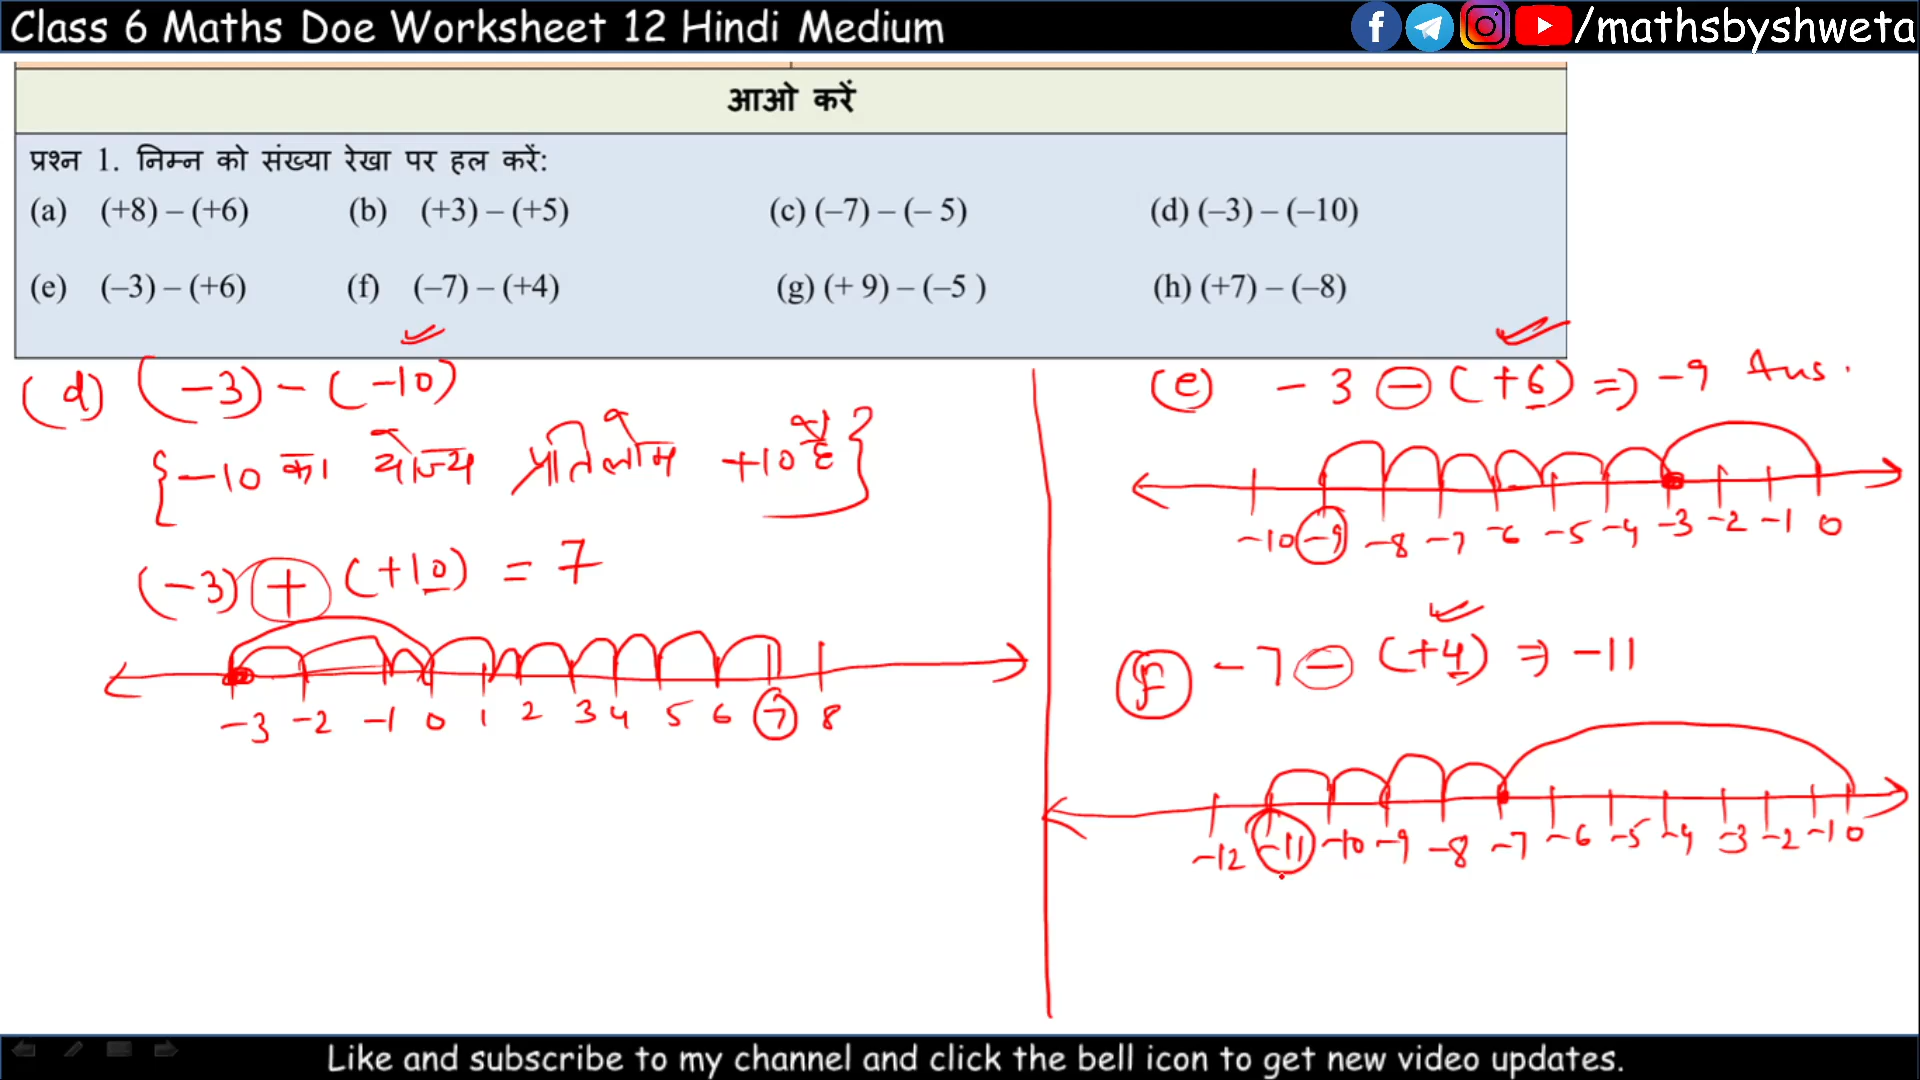 Class 6 Maths Doe Worksheet 12 Hindi Medium
/mathsbyshweta
आओ करें
प्रश्न 1. निम्न को संख्या रेखा पर हल करें:
(a) (+8) – (+6) (b) (+3) – (+5) (c) (–7) – (– 5) (d) (–3) – (–10)
(e) (–3) – (+6) (f) (–7) – (+4) (g) (+ 9) – (–5 ) (h) (+7) – (–8)
(d) (-3) - (-10)
{-10 का योज्य प्रतिलोम +10 है}
(-3) + (+10) = 7
-3 -2 -1 0 1 2 3 4 5 6 7 8
(e) -3 - (+6) => -9 Ans.
-10 -9 -8 -7 -6 -5 -4 -3 -2 -1 0
(f) -7 - (+4) => -11
-12 -11 -10 -9 -8 -7 -6 -5 -4 -3 -2 -1 0
Like and subscribe to my channel and click the bell icon to get new video updates.